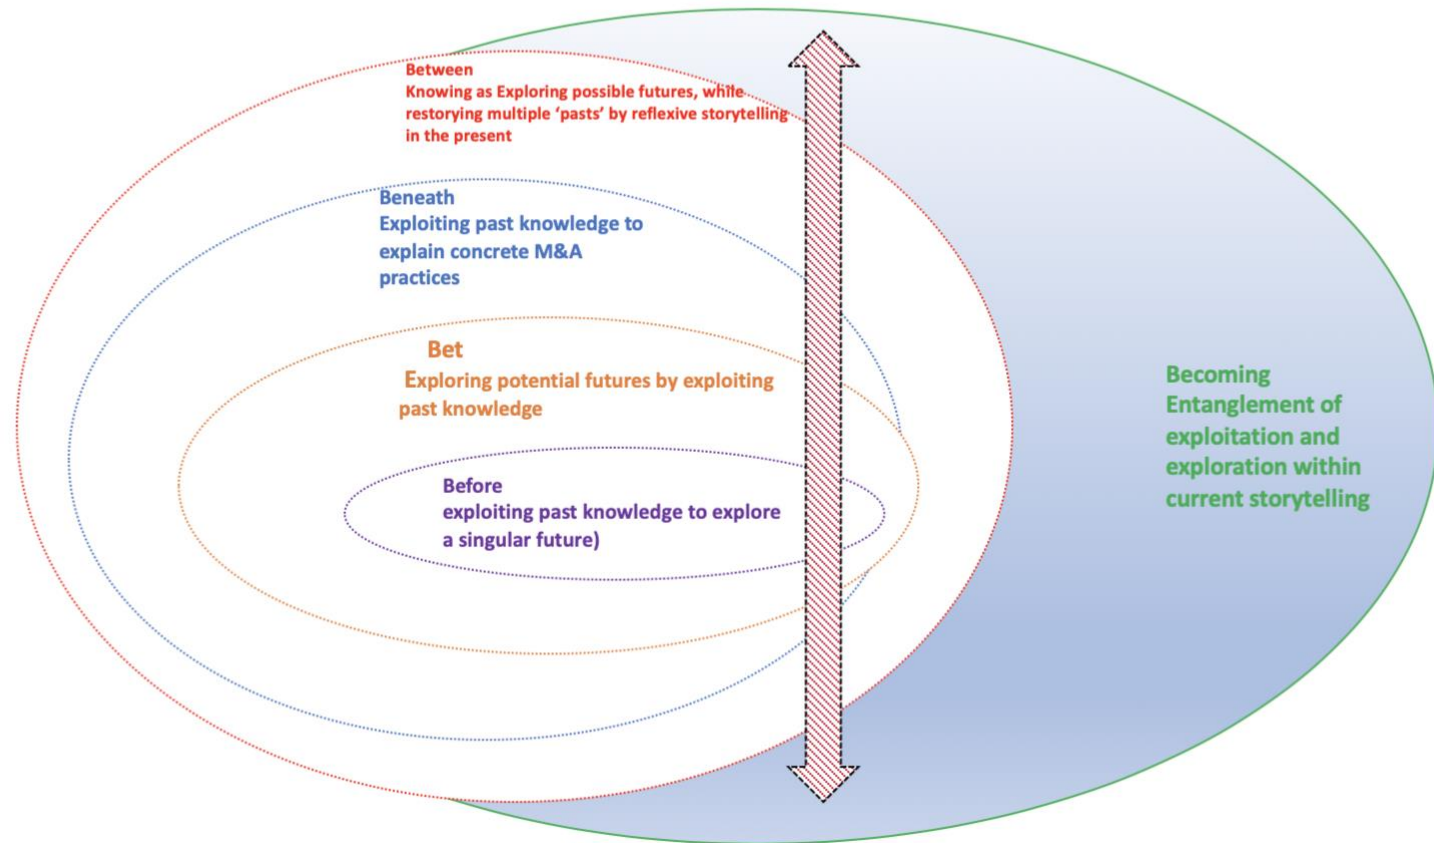 Between
Knowing as Exploring possible futures, while
restorying multiple ‘pasts’ by reflexive storytelling
in the present
Beneath
Exploiting past knowledge to
explain concrete M&A
practices
Bet
Exploring potential futures by exploiting
past knowledge
Before
exploiting past knowledge to explore
a singular future)
Becoming
Entanglement of
exploitation and
exploration within
current storytelling